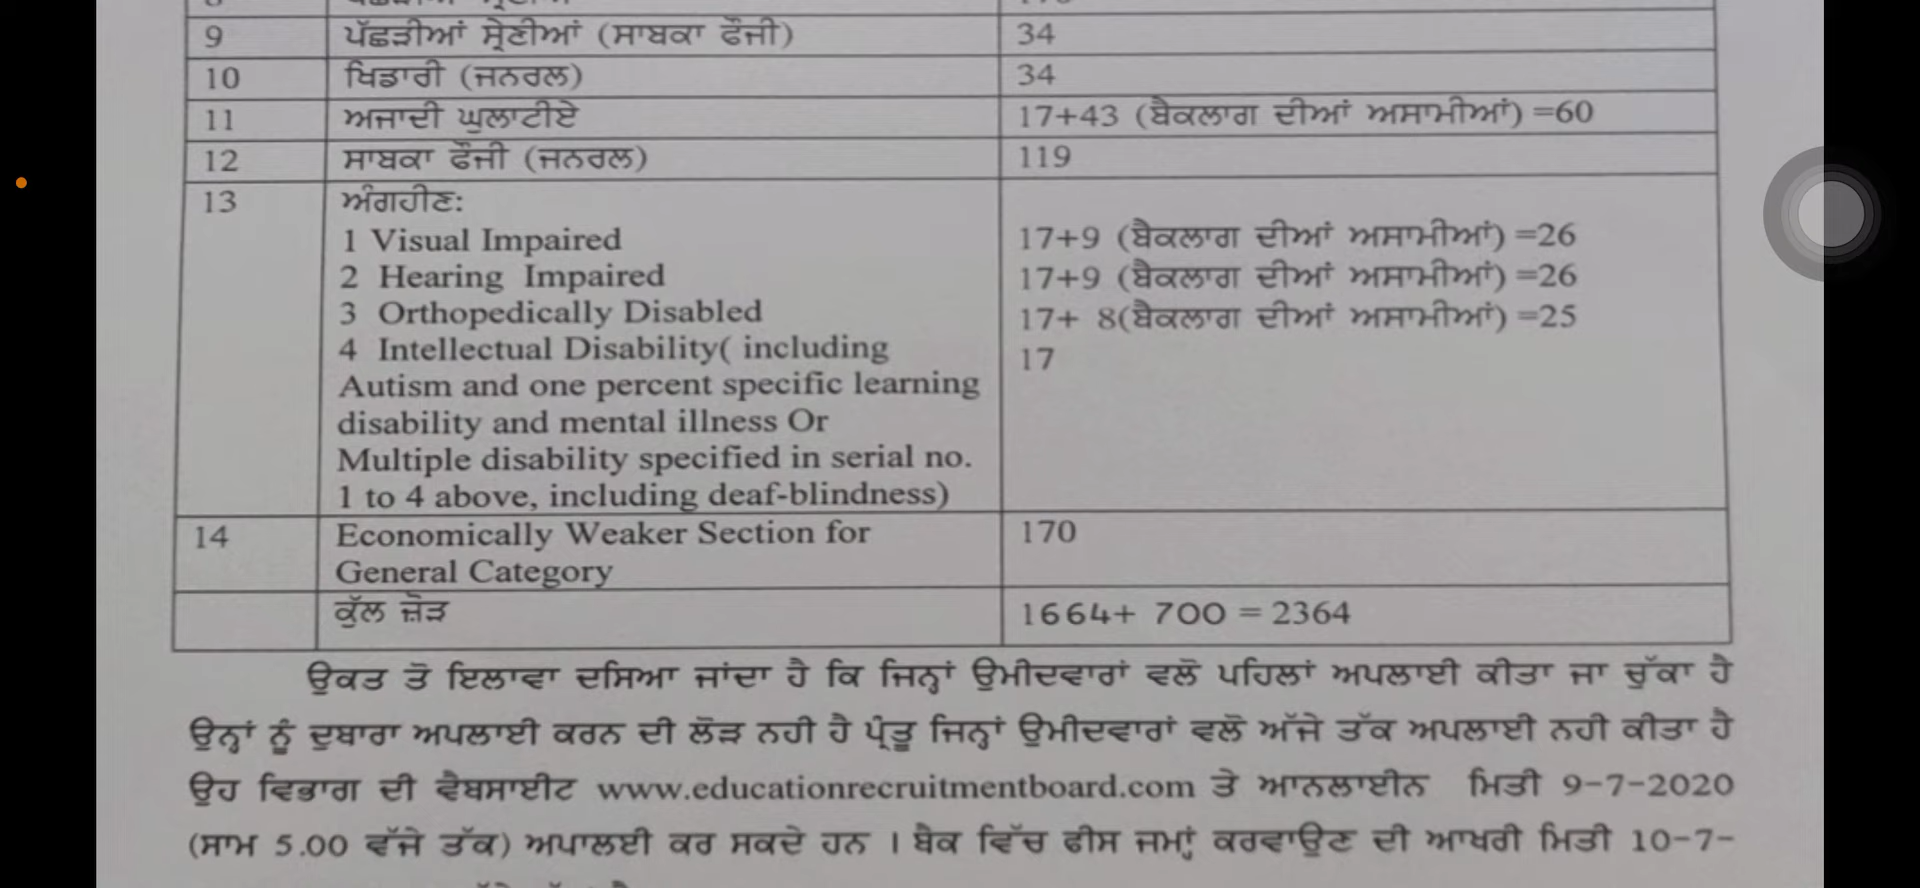 9 ਪੱਛੜੀਆਂ ਸ੍ਰੇਣੀਆਂ (ਸਾਬਕਾ ਫੌਜੀ) 34
10 ਖਿਡਾਰੀ (ਜਨਰਲ) 34
11 ਅਜਾਦੀ ਘੁਲਾਟੀਏ 17+43 (ਬੈਕਲਾਗ ਦੀਆਂ ਅਸਾਮੀਆਂ) =60
12 ਸਾਬਕਾ ਫੌਜੀ (ਜਨਰਲ) 119
13 ਅੰਗਹੀਣ:
1 Visual Impaired 17+9 (ਬੈਕਲਾਗ ਦੀਆਂ ਅਸਾਮੀਆਂ) =26
2 Hearing Impaired 17+9 (ਬੈਕਲਾਗ ਦੀਆਂ ਅਸਾਮੀਆਂ) =26
3 Orthopedically Disabled 17+ 8(ਬੈਕਲਾਗ ਦੀਆਂ ਅਸਾਮੀਆਂ) =25
4 Intellectual Disability( including 17
Autism and one percent specific learning
disability and mental illness Or
Multiple disability specified in serial no.
1 to 4 above, including deaf-blindness)
14 Economically Weaker Section for 170
General Category
ਕੁੱਲ ਜ਼ੋੜ 1664+ 700 = 2364
ਉਕਤ ਤੋ ਇਲਾਵਾ ਦਸਿਆ ਜਾਂਦਾ ਹੈ ਕਿ ਜਿਨ੍ਹਾਂ ਉਮੀਦਵਾਰਾਂ ਵਲੋ ਪਹਿਲਾਂ ਅਪਲਾਈ ਕੀਤਾ ਜਾ ਚੁੱਕਾ ਹੈ
ਉਨ੍ਹਾਂ ਨੂੰ ਦੁਬਾਰਾ ਅਪਲਾਈ ਕਰਨ ਦੀ ਲੋੜ ਨਹੀ ਹੈ ਪ੍ਰੰਤੂ ਜਿਨ੍ਹਾਂ ਉਮੀਦਵਾਰਾਂ ਵਲੋ ਅੱਜੇ ਤੱਕ ਅਪਲਾਈ ਨਹੀ ਕੀਤਾ ਹੈ
ਉਹ ਵਿਭਾਗ ਦੀ ਵੈਬਸਾਈਟ www.educationrecruitmentboard.com ਤੇ ਆਨਲਾਈਨ ਮਿਤੀ 9-7-2020
(ਸਾਮ 5.00 ਵੱਜੇ ਤੱਕ) ਅਪਾਲਈ ਕਰ ਸਕਦੇ ਹਨ । ਬੈਕ ਵਿੱਚ ਫੀਸ ਜਮ੍ਹਾਂ ਕਰਵਾਉਣ ਦੀ ਆਖਰੀ ਮਿਤੀ 10-7-